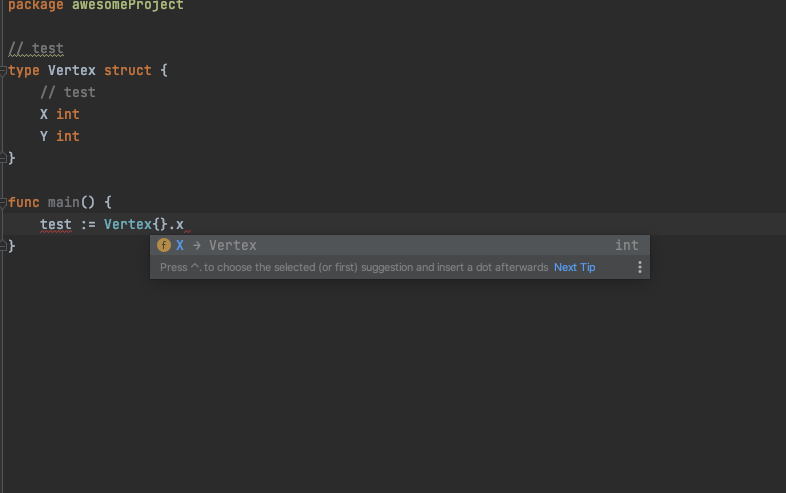 package awesomeProject
// test
type Vertex struct {
// test
X int
Y int
}
func main() {
test := Vertex{}.x
f X → Vertex int
}
Press ^. to choose the selected (or first) suggestion and insert a dot afterwards Next Tip